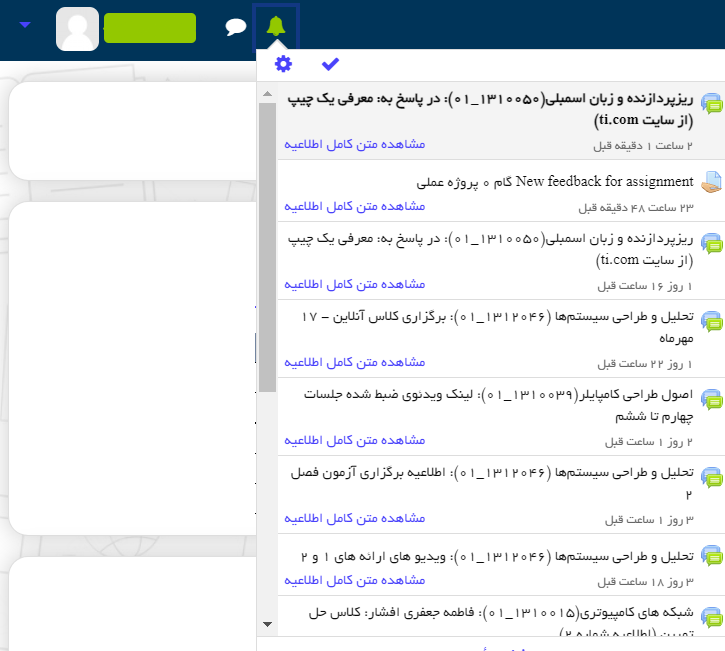 ریزپردازنده و زبان اسمبلی(۱۳۱۰۰۵۰_۰۱): در پاسخ به: معرفی یک چیپ
(از سایت ti.com)
۲ ساعت ۱ دقیقه قبل
مشاهده متن کامل اطلاعیه
New feedback for assignment گام ۰ پروژه عملی
۲۳ ساعت ۴۸ دقیقه قبل
مشاهده متن کامل اطلاعیه
ریزپردازنده و زبان اسمبلی(۱۳۱۰۰۵۰_۰۱): در پاسخ به: معرفی یک چیپ
(از سایت ti.com)
۱ روز ۱۶ ساعت قبل
مشاهده متن کامل اطلاعیه
تحلیل و طراحی سیستم‌ها (۱۳۱۲۰۴۶_۰۱): برگزاری کلاس آنلاین - ۱۷
مهرماه
۱ روز ۲۲ ساعت قبل
مشاهده متن کامل اطلاعیه
اصول طراحی کامپایلر(۱۳۱۰۰۳۹_۰۱): لینک ویدئوی ضبط شده جلسات
چهارم تا ششم
۲ روز ۱ ساعت قبل
مشاهده متن کامل اطلاعیه
تحلیل و طراحی سیستم‌ها (۱۳۱۲۰۴۶_۰۱): اطلاعیه برگزاری آزمون فصل
۲
۳ روز ۱ ساعت قبل
مشاهده متن کامل اطلاعیه
تحلیل و طراحی سیستم‌ها (۱۳۱۲۰۴۶_۰۱): ویدیو های ارائه های ۱ و ۲
۳ روز ۱۸ ساعت قبل
مشاهده متن کامل اطلاعیه
شبکه های کامپیوتری(۱۳۱۰۰۱۵_۰۱): فاطمه جعفری افشار: کلاس حل
تمرین (اطلاعیه شماره ۲)